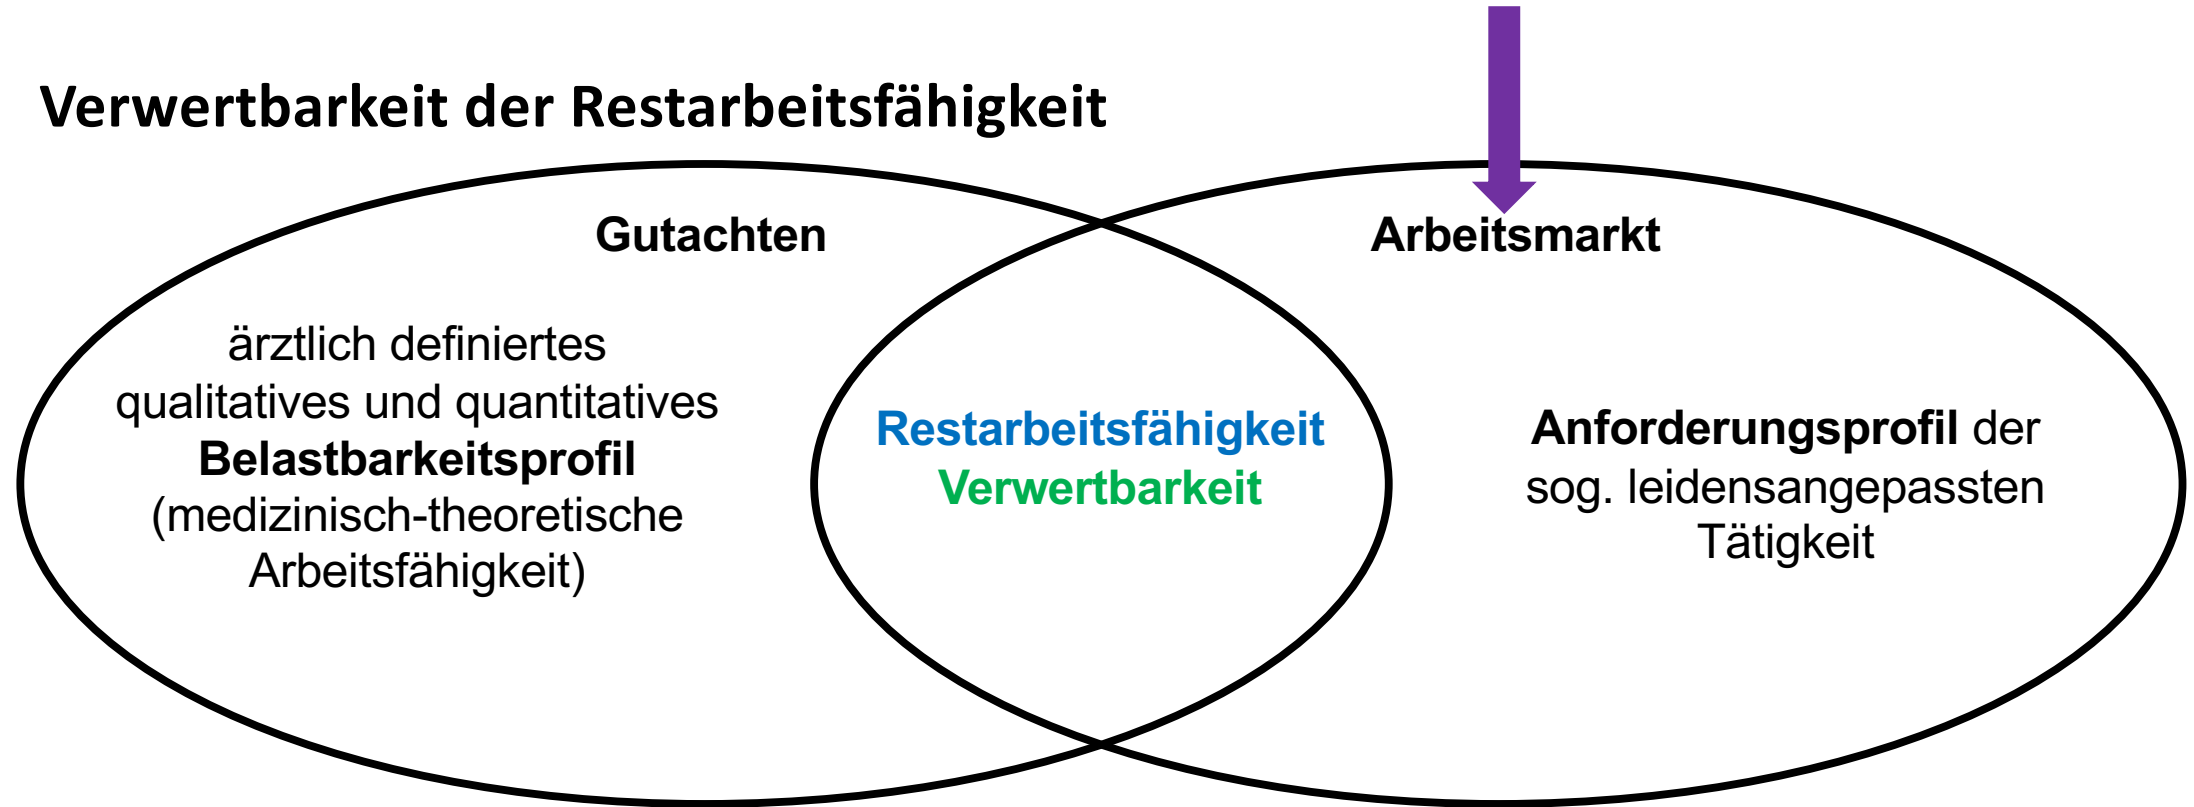 Verwertbarkeit der Restarbeitsfähigkeit
Gutachten
ärztlich definiertes
qualitatives und quantitatives
Belastbarkeitsprofil
(medizinisch-theoretische
Arbeitsfähigkeit)
Restarbeitsfähigkeit
Verwertbarkeit
Arbeitsmarkt
Anforderungsprofil der
sog. leidensangepassten
Tätigkeit